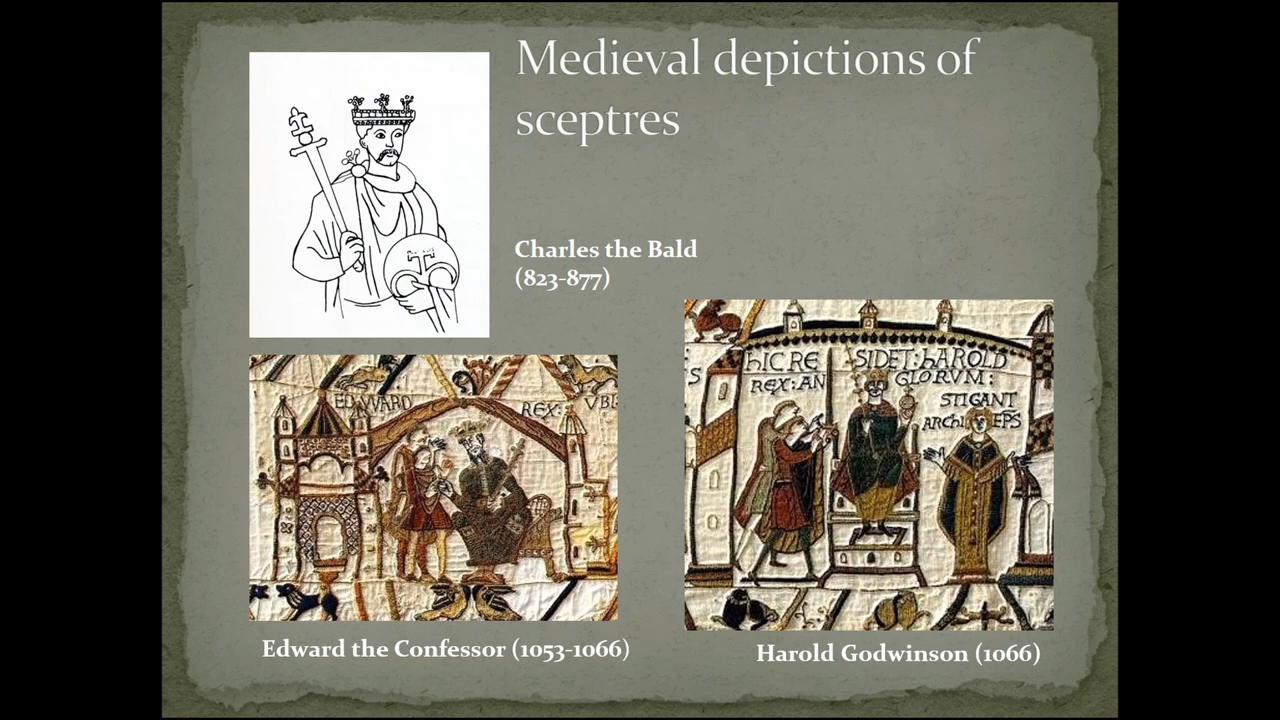 Medieval depictions of
sceptres
Charles the Bald
(823-877)
EDVVARD REX: VBI
S hIC RE SIDET: hAROLD
REX: AN GLORVM:
STIGANT
ARChI EPS
Edward the Confessor (1053-1066)
Harold Godwinson (1066)